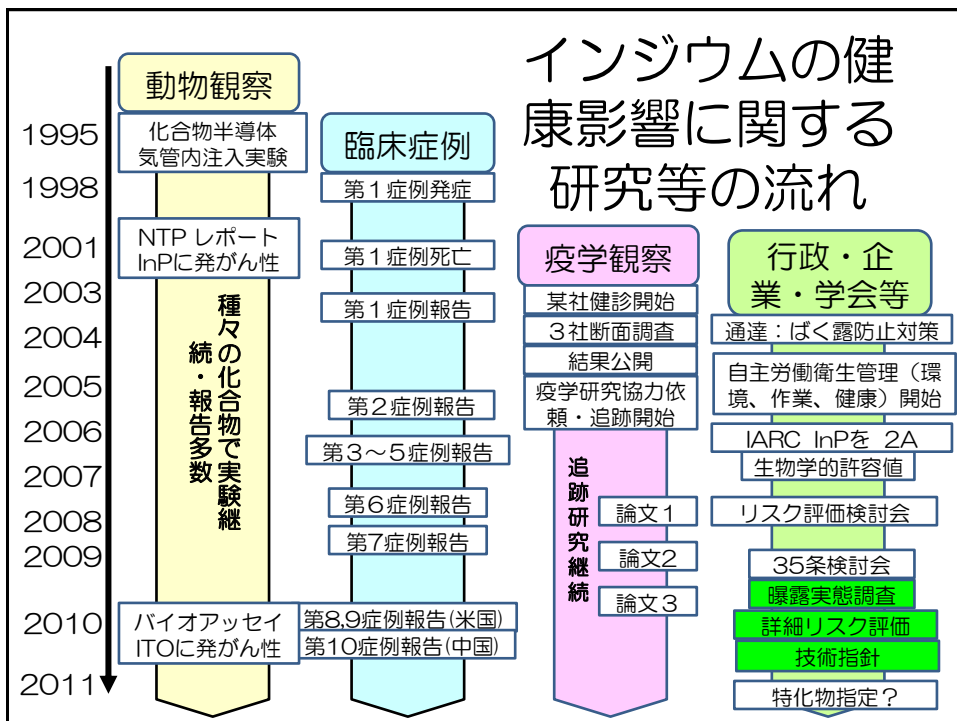 インジウムの健
康影響に関する
研究等の流れ
1995
1998
2001
2003
2004
2005
2006
2007
2008
2009
2010
2011
動物観察
化合物半導体
気管内注入実験
NTP レポート
InPに発がん性
種々の化合物で実験継
続・報告多数
バイオアッセイ
ITOに発がん性
臨床症例
第1症例発症
第1症例死亡
第1症例報告
第2症例報告
第3～5症例報告
第6症例報告
第7症例報告
第8,9症例報告(米国)
第10症例報告(中国)
疫学観察
某社健診開始
3社断面調査
結果公開
疫学研究協力依
頼・追跡開始
追跡研究継続
論文1
論文2
論文3
行政・企
業・学会等
通達：ばく露防止対策
自主労働衛生管理（環
境、作業、健康）開始
IARC InPを 2A
生物学的許容値
リスク評価検討会
35条検討会
曝露実態調査
詳細リスク評価
技術指針
特化物指定？